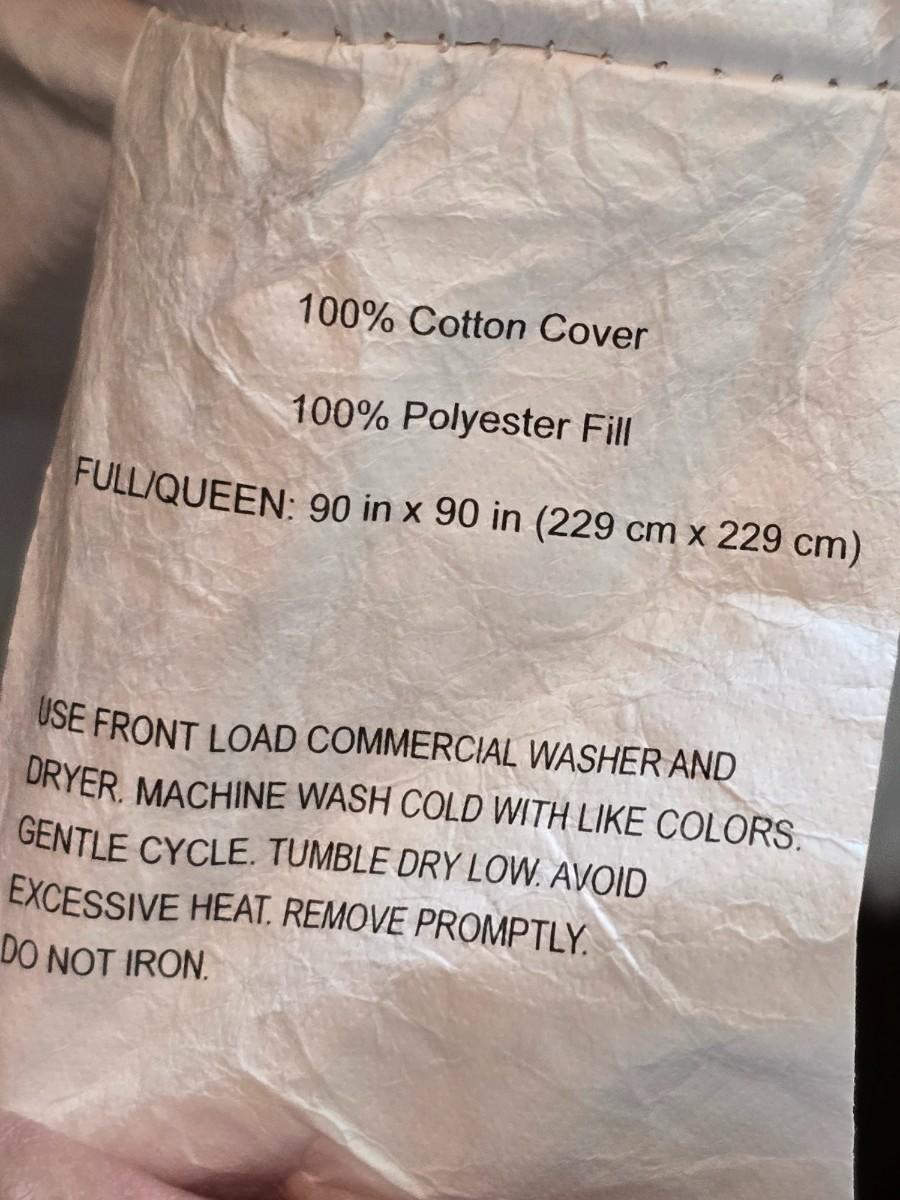 100% Cotton Cover
100% Polyester Fill
FULL/QUEEN: 90 in x 90 in (229 cm x 229 cm)
USE FRONT LOAD COMMERCIAL WASHER AND
DRYER. MACHINE WASH COLD WITH LIKE COLORS.
GENTLE CYCLE. TUMBLE DRY LOW. AVOID
EXCESSIVE HEAT. REMOVE PROMPTLY.
DO NOT IRON.